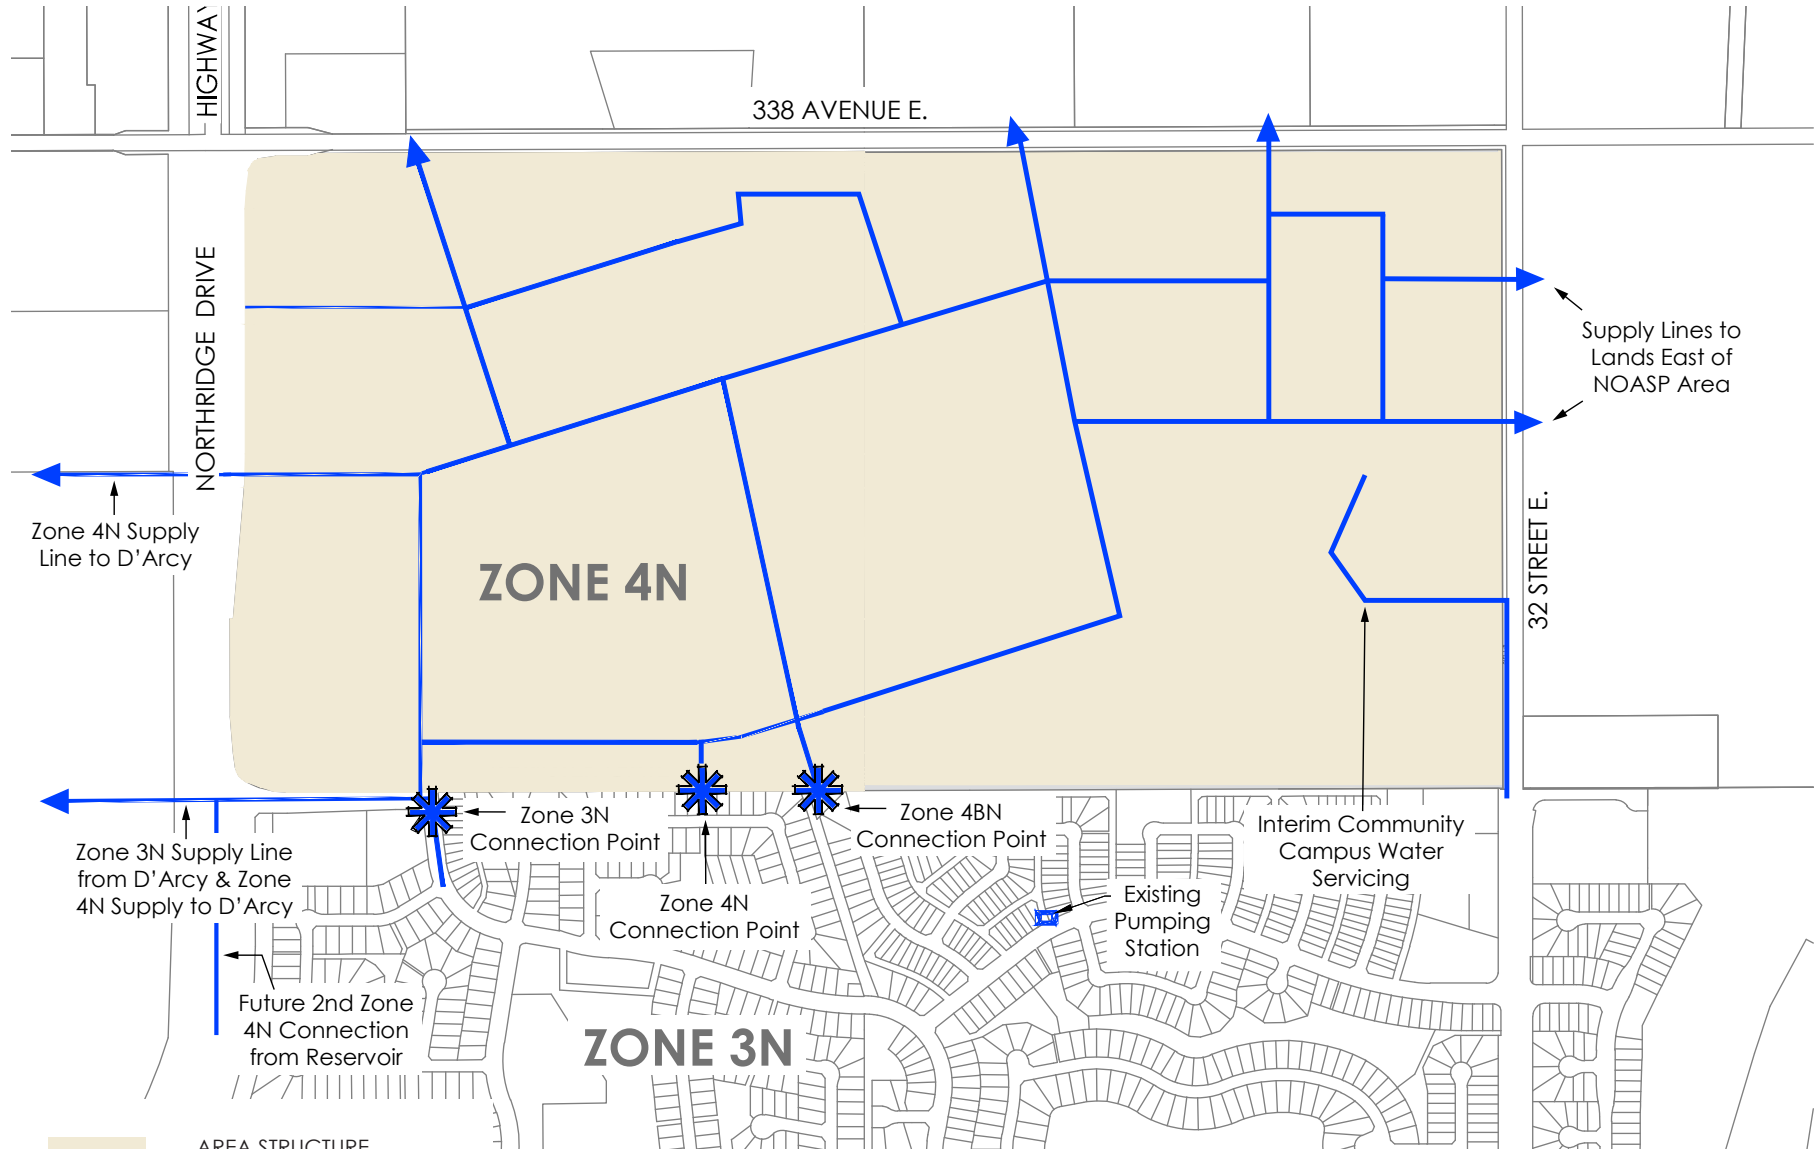 HIGHWAY
338 AVENUE E.
NORTHRIDGE DRIVE
Supply Lines to
Lands East of
NOASP Area
Zone 4N Supply
Line to D'Arcy
ZONE 4N
32 STREET E.
Zone 3N
Connection Point
Zone 4BN
Connection Point
Interim Community
Campus Water
Servicing
Zone 3N Supply Line
from D'Arcy & Zone
4N Supply to D'Arcy
Zone 4N
Connection Point
Existing
Pumping
Station
Future 2nd Zone
4N Connection
from Reservoir
ZONE 3N
AREA STRUCTURE